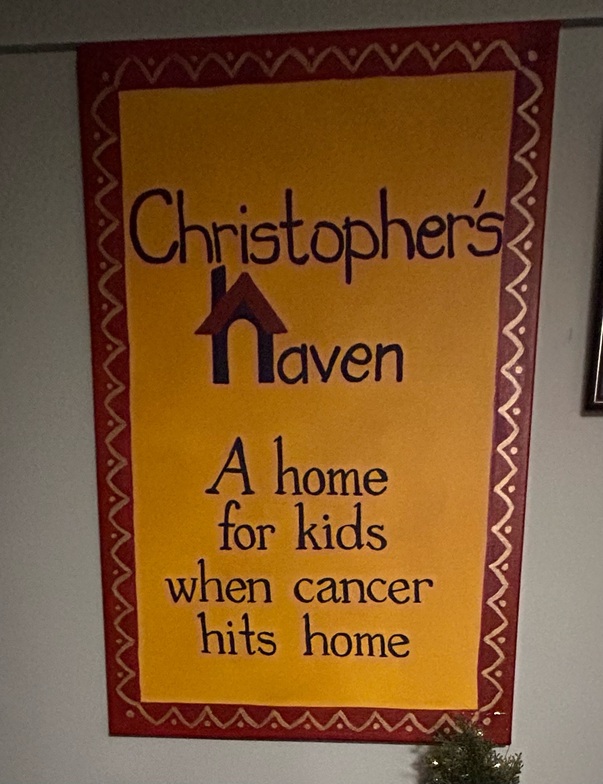 Christopher's
haven
A home
for kids
when cancer
hits home